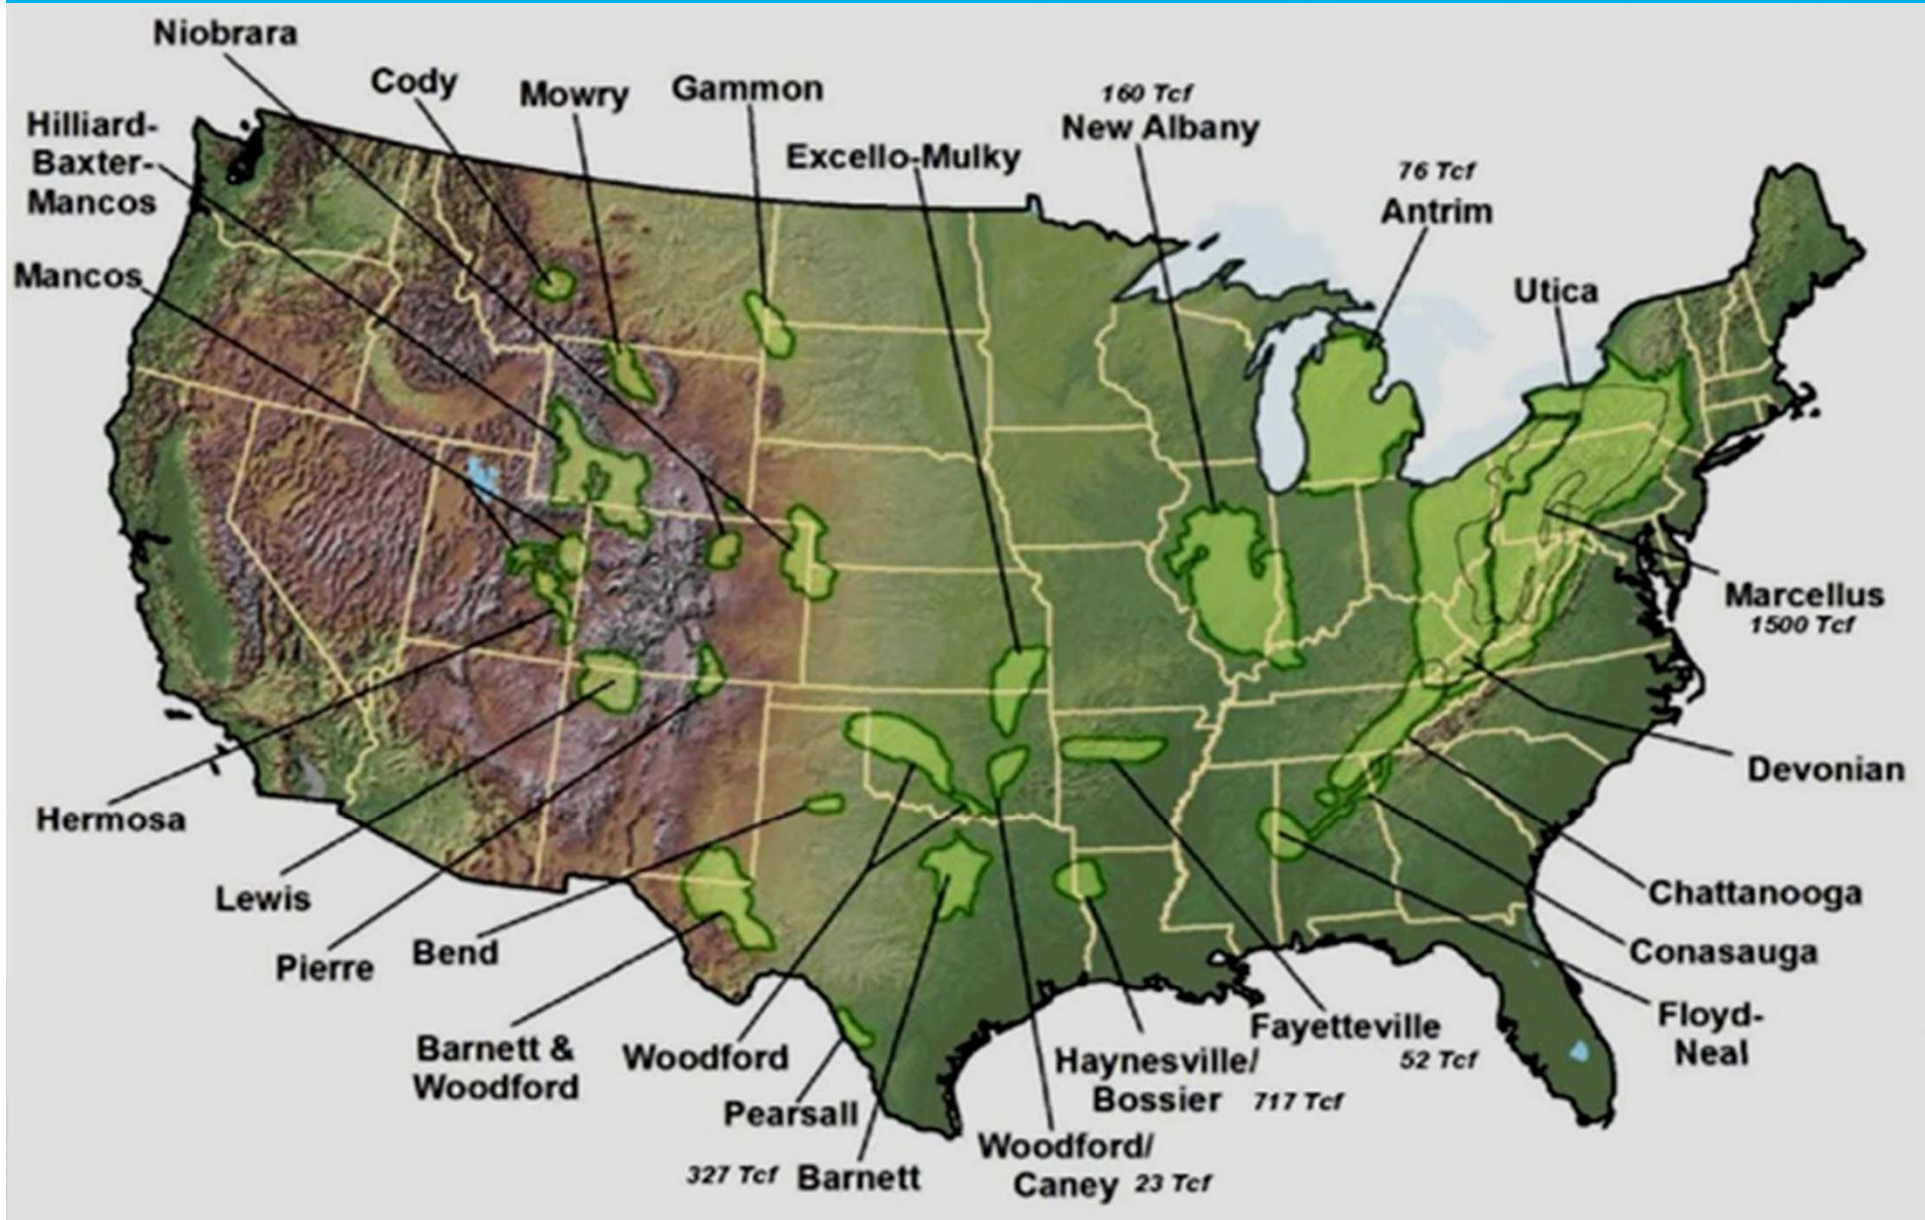 Niobrara
Cody
Mowry
Gammon
160 Tcf
New Albany
Hilliard-
Baxter-
Mancos
Excello-Mulky
76 Tcf
Antrim
Mancos
Utica
Marcellus
1500 Tcf
Devonian
Hermosa
Lewis
Chattanooga
Pierre
Bend
Conasauga
Barnett &
Woodford
Woodford
Fayetteville
52 Tcf
Floyd-
Neal
Pearsall
Haynesville/
Bossier 717 Tcf
327 Tcf Barnett
Woodford/
Caney 23 Tcf